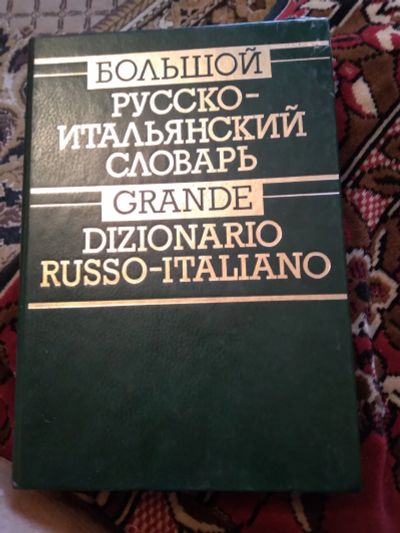 БОЛЬШОЙ
РУССКО-
ИТАЛЬЯНСКИЙ
СЛОВАРЬ
GRANDE
DIZIONARIO
RUSSO-ITALIANO